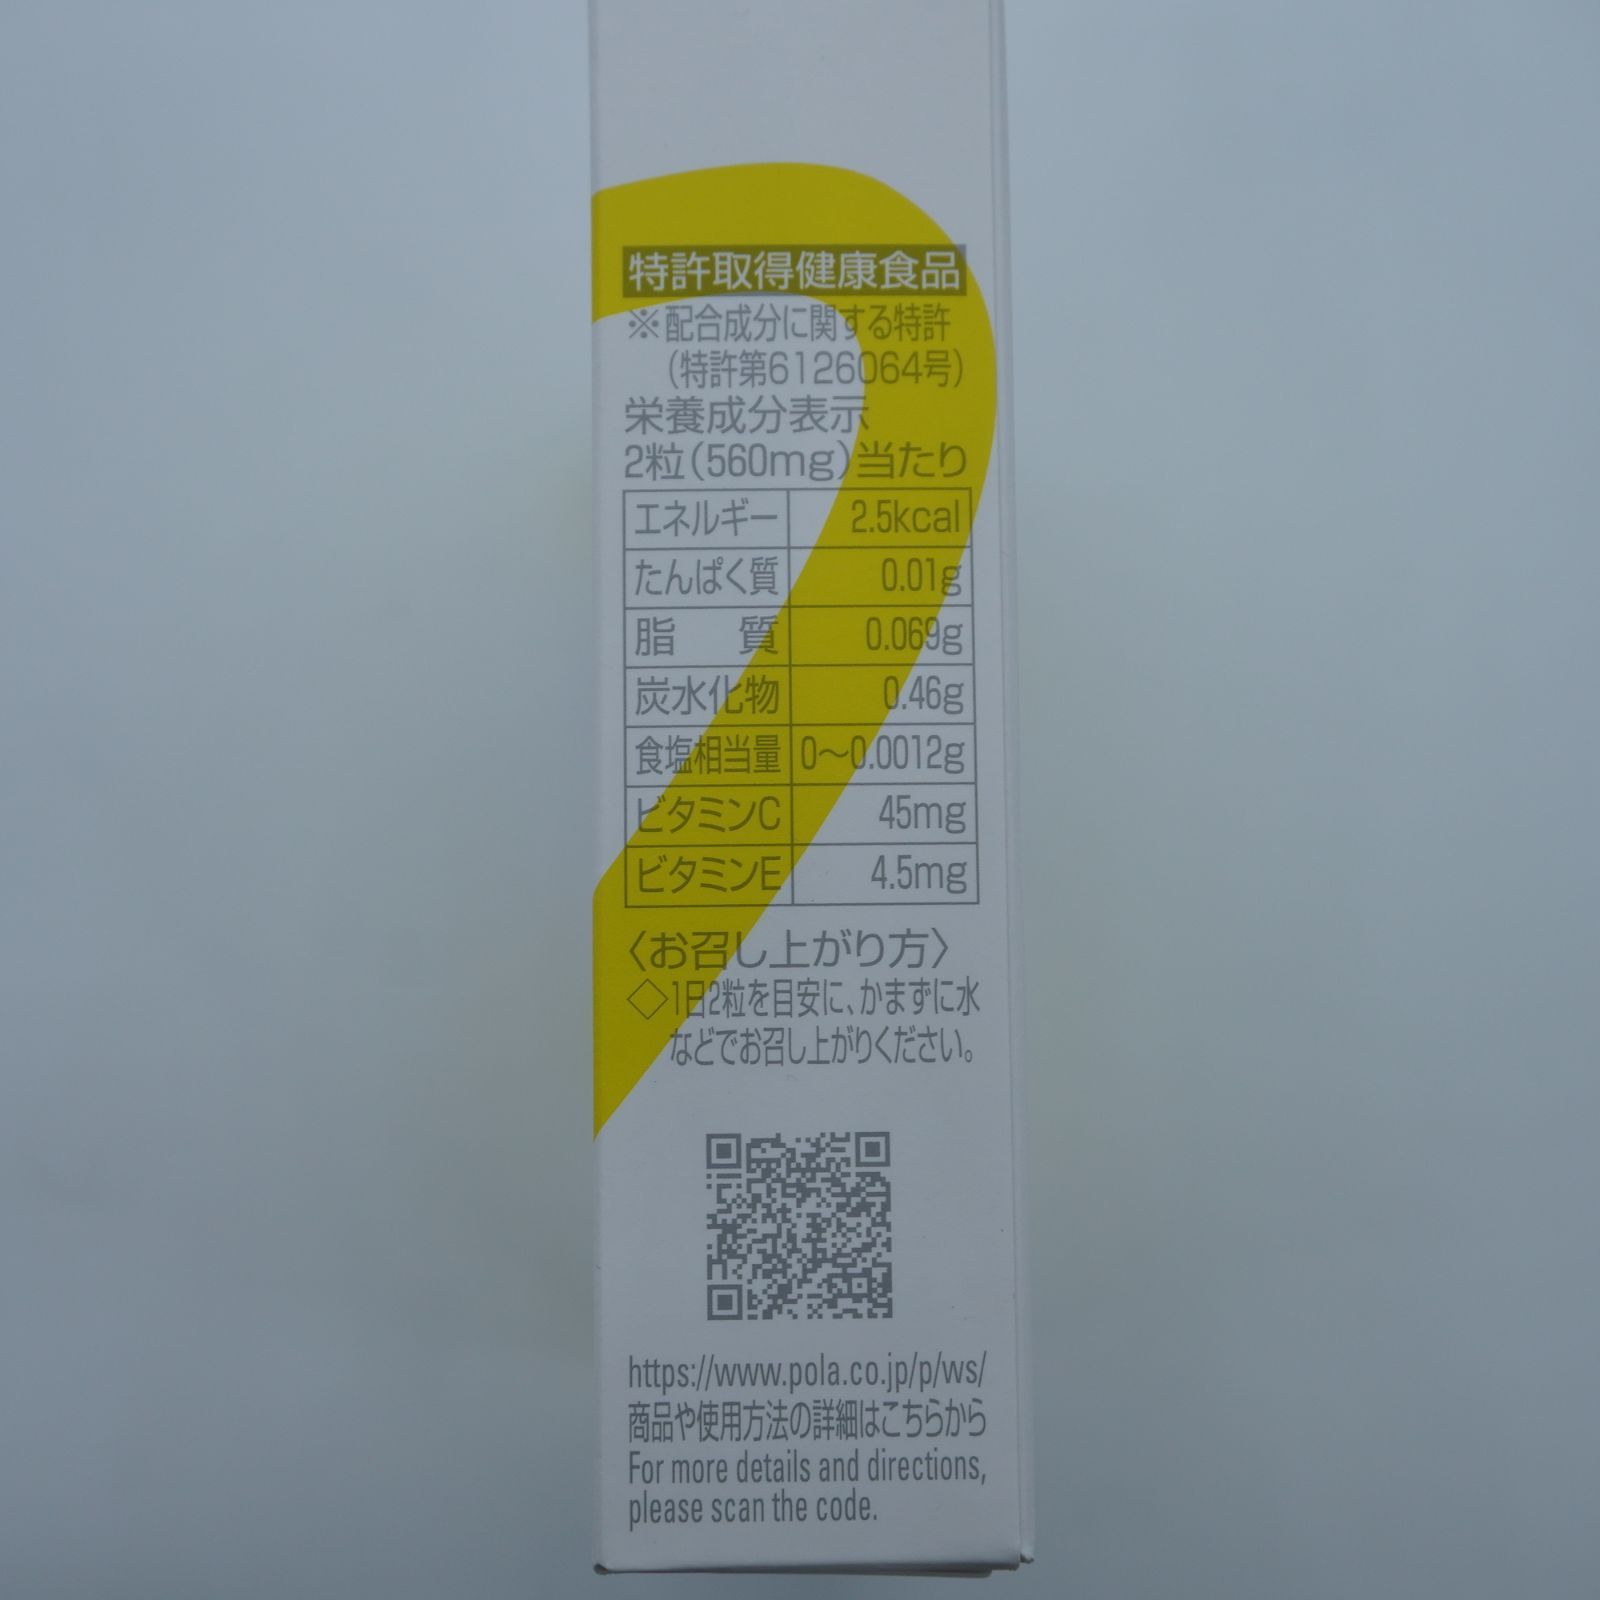 特許取得健康食品
※配合成分に関する特許
(特許第6126064号)
栄養成分表示
2粒(560mg)当たり
エネルギー 2.5kcal
たんぱく質 0.01g
脂質 0.069g
炭水化物 0.46g
食塩相当量 0～0.0012g
ビタミンC 45mg
ビタミンE 4.5mg
〈お召し上がり方〉
◇1日2粒を目安に、かまずに水
などでお召し上がりください。
https://www.pola.co.jp/p/ws/
商品や使用方法の詳細はこちらから
For more details and directions,
please scan the code.